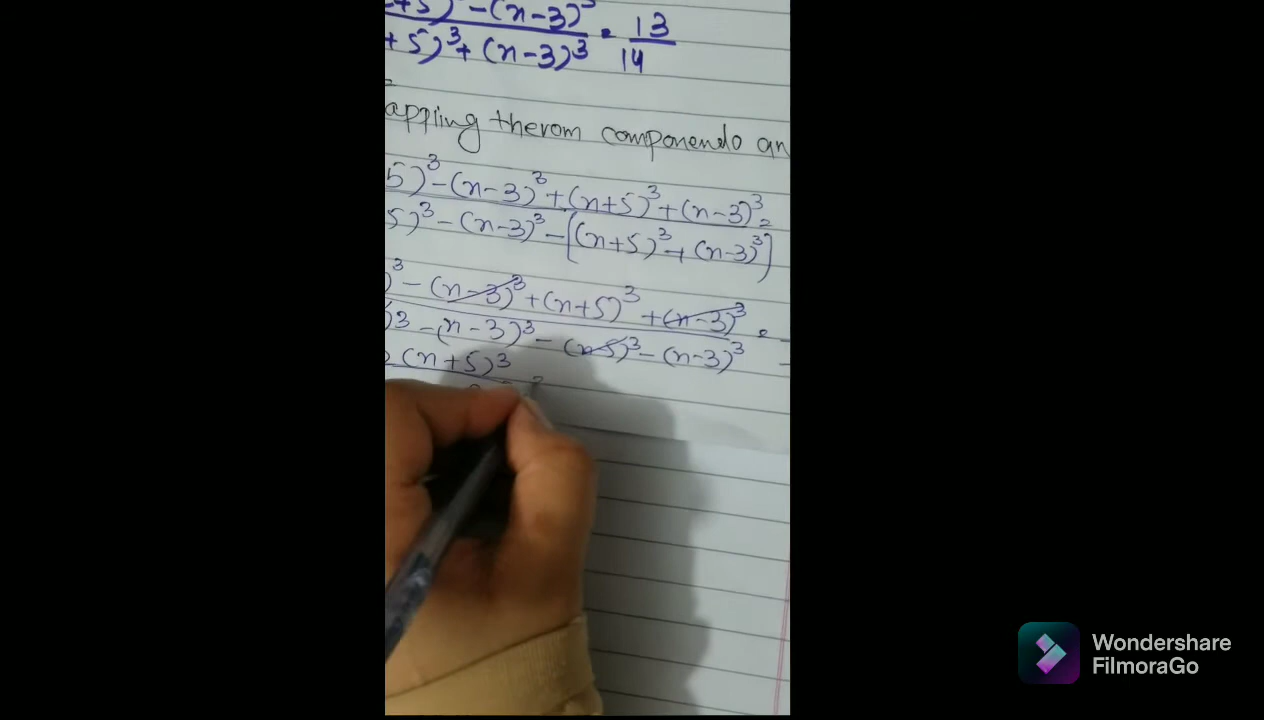 +5)³-(n-3)³ = 13
+5)³+(n-3)³ 14
appling therom componendo an
5)³-(n-3)³+(n+5)³+(n-3)³ =
5)³-(n-3)³-[(n+5)³+(n-3)³]
)³-(n-3)³+(n+5)³+(n-3)³ =
)3-(n-3)³-(n-5)³-(n-3)³
(n+5)³
Wondershare
FilmoraGo